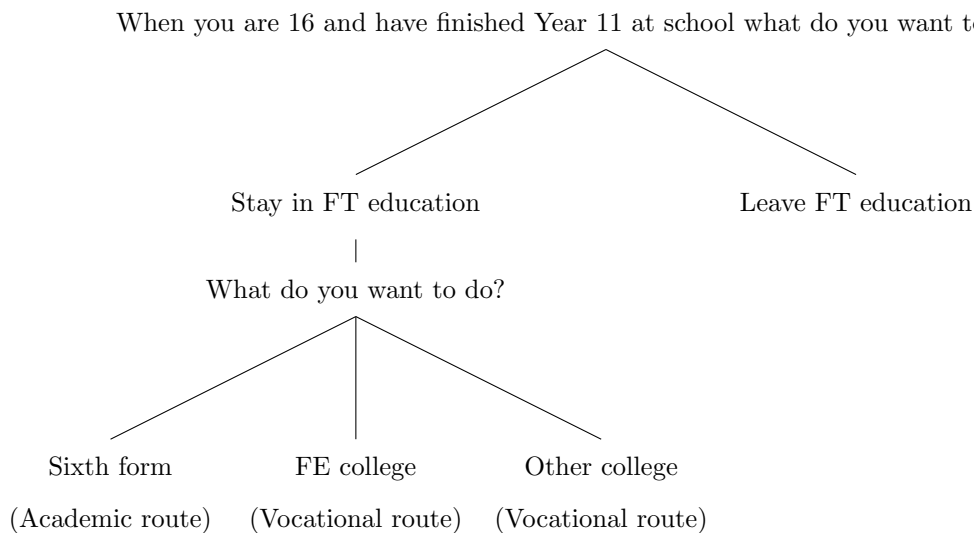 When you are 16 and have finished Year 11 at school what do you want
Stay in FT education
Leave FT education
What do you want to do?
Sixth form
FE college
Other college
(Academic route)
(Vocational route)
(Vocational route)